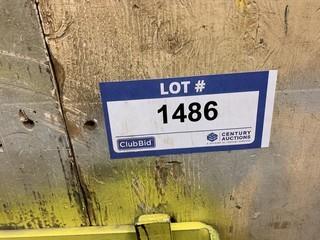 LOT #
1486
ClubBid
CENTURY
AUCTIONS